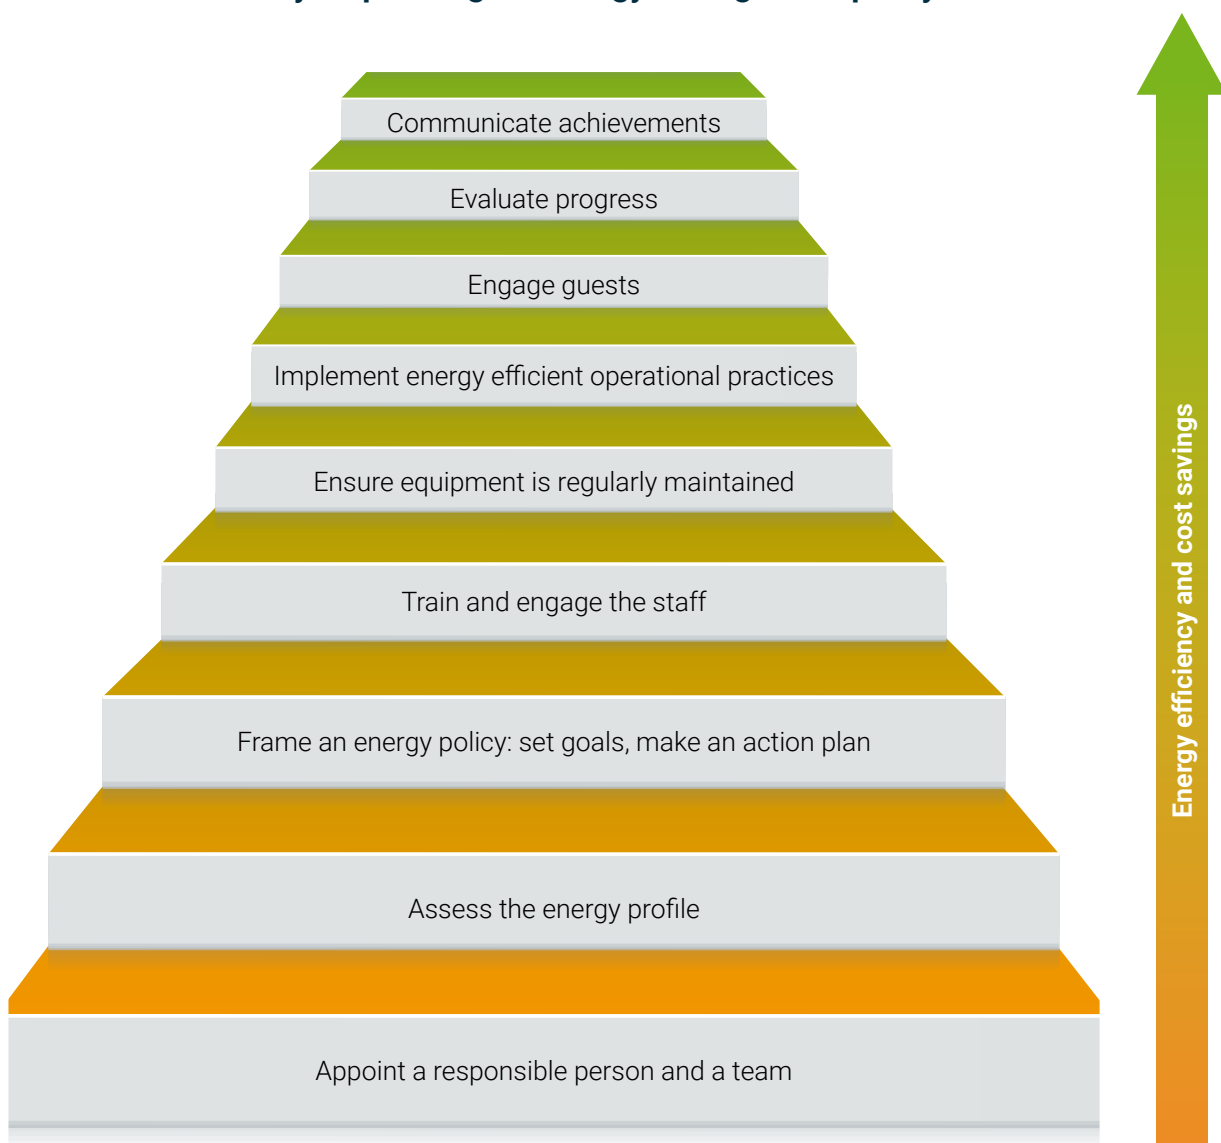 Communicate achievements
Evaluate progress
Engage guests
Implement energy efficient operational practices
Ensure equipment is regularly maintained
Train and engage the staff
Frame an energy policy: set goals, make an action plan
Assess the energy profile
Appoint a responsible person and a team
Energy efficiency and cost savings